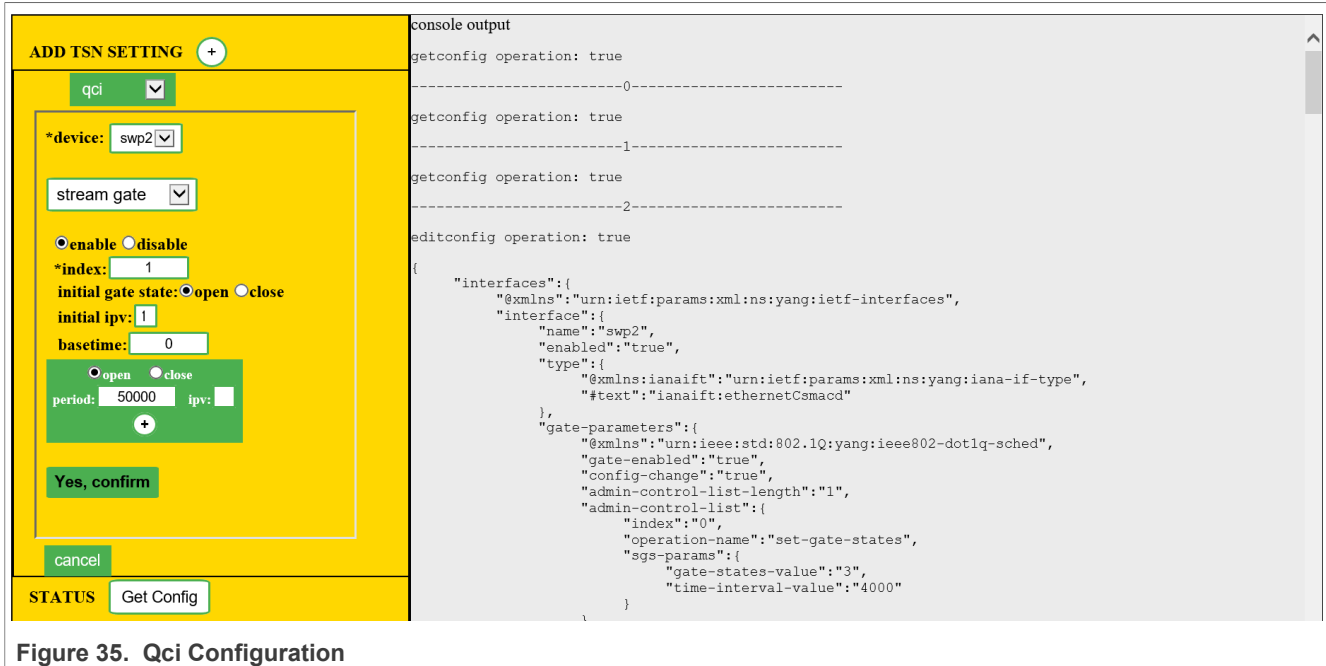 ADD TSN SETTING +
qci
*device: swp2
stream gate
enable disable
*index: 1
initial gate state: open close
initial ipv: 1
basetime: 0
open close
period: 50000 ipv:
+
Yes, confirm
cancel
STATUS Get Config
console output
getconfig operation: true
-------------------------0-------------------------
getconfig operation: true
-------------------------1-------------------------
getconfig operation: true
-------------------------2-------------------------
editconfig operation: true
{
"interfaces":{
"@xmlns":"urn:ietf:params:xml:ns:yang:ietf-interfaces",
"interface":{
"name":"swp2",
"enabled":"true",
"type":{
"@xmlns:ianaift":"urn:ietf:params:xml:ns:yang:iana-if-type",
"#text":"ianaift:ethernetCsmacd"
},
"gate-parameters":{
"@xmlns":"urn:ieee:std:802.1Q:yang:ieee802-dot1q-sched",
"gate-enabled":"true",
"config-change":"true",
"admin-control-list-length":"1",
"admin-control-list":{
"index":"0",
"operation-name":"set-gate-states",
"sgs-params":{
"gate-states-value":"3",
"time-interval-value":"4000"
}
}
Figure 35. Qci Configuration